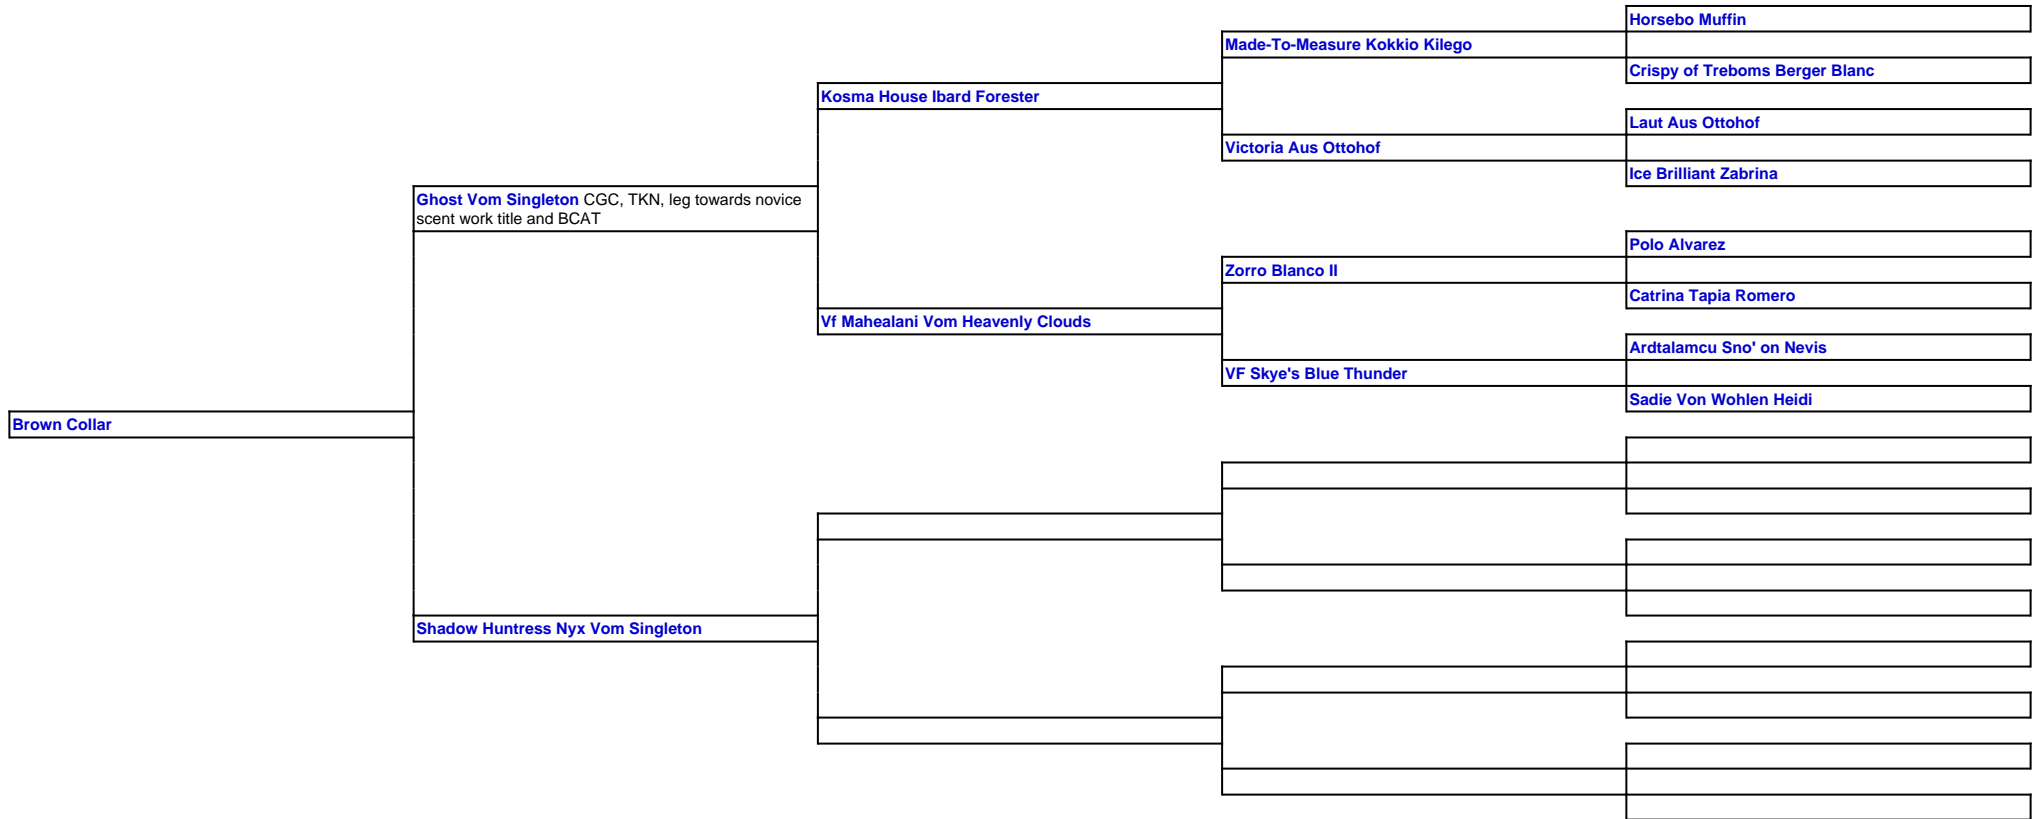 Horsebo Muffin
Made-To-Measure Kokkio Kilego
Crispy of Treboms Berger Blanc
Kosma House Ibard Forester
Laut Aus Ottohof
Victoria Aus Ottohof
Ice Brilliant Zabrina
Ghost Vom Singleton CGC, TKN, leg towards novice
scent work title and BCAT
Polo Alvarez
Zorro Blanco II
Catrina Tapia Romero
Vf Mahealani Vom Heavenly Clouds
Ardtalamcu Sno' on Nevis
VF Skye's Blue Thunder
Sadie Von Wohlen Heidi
Brown Collar
Shadow Huntress Nyx Vom Singleton